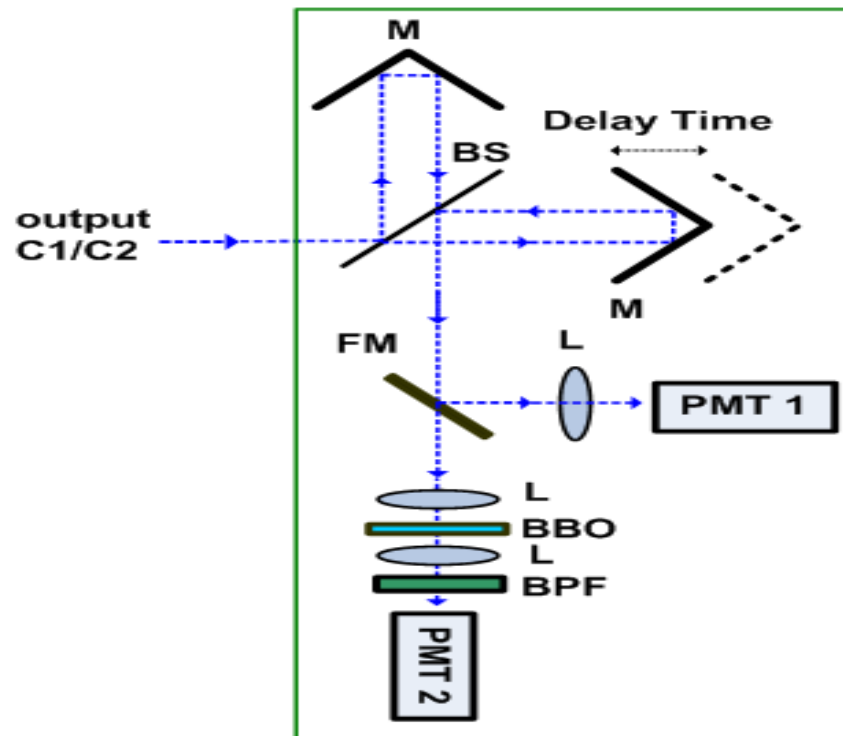 M
BS
Delay Time
output
C1/C2
M
FM
L
PMT 1
L
BBO
L
BPF
PMT 2